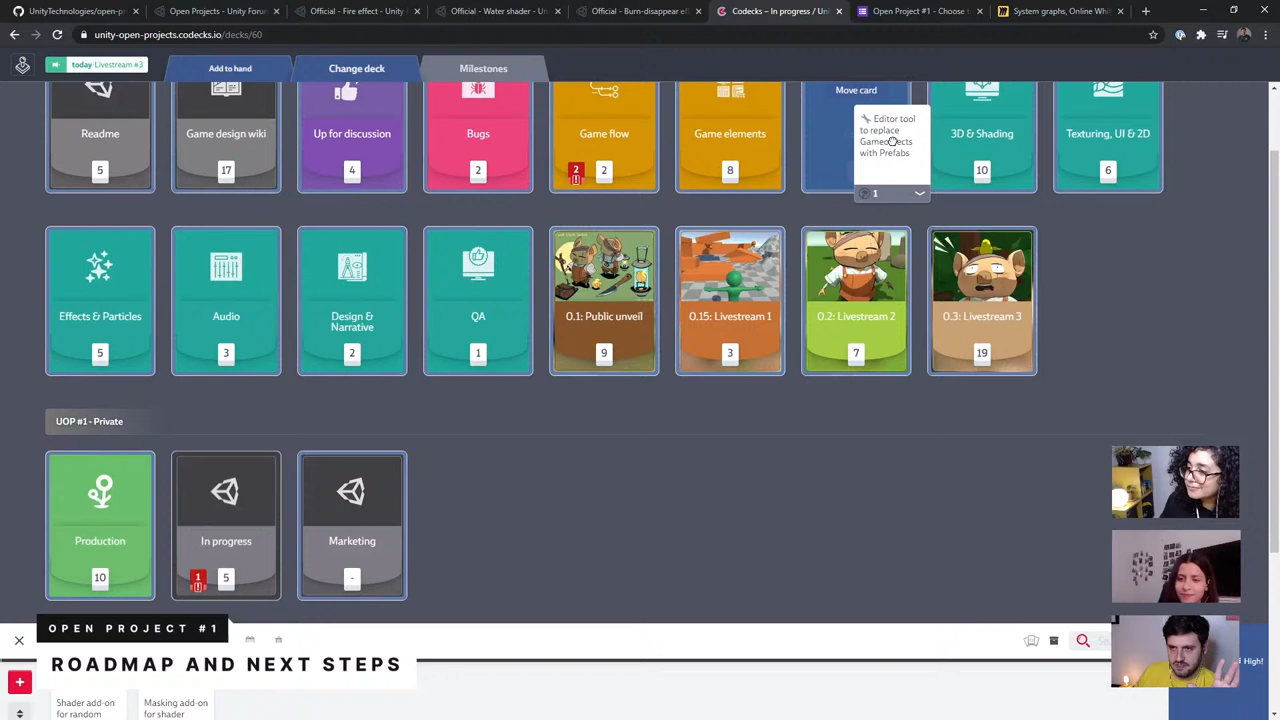 UnityTechnologies/o
Open Projects - Unity Foru
Official - Fire effect | Unity
Official - Water shader - Un
Official - Burn-disappear ef
Codecks – In progress / Un
Open Project #1 - Choose t
System graphs, Online Whi
unity-open-projects.codecks.io/decks/60
today Livestream #3
Add to hand
Change deck
Milestones
Readme
5
Game design wiki
17
Up for discussion
4
Bugs
2
Game flow
2
2
Game elements
8
Move card
Editor tool
to replace
with Prefabs
1
3D & Shading
10
Texturing, UI & 2D
6
Effects & Particles
5
Audio
3
Design &
Narrative
2
QA
1
0.1: Public unveil
9
0.15: Livestream 1
3
0.2: Livestream 2
7
0.3: Livestream 3
19
UOP #1 - Private
Production
10
In progress
1
5
Marketing
-
OPEN PROJECT #1
ROADMAP AND NEXT STEPS
High!
Shader add-on
for random
Masking add-on
for shader